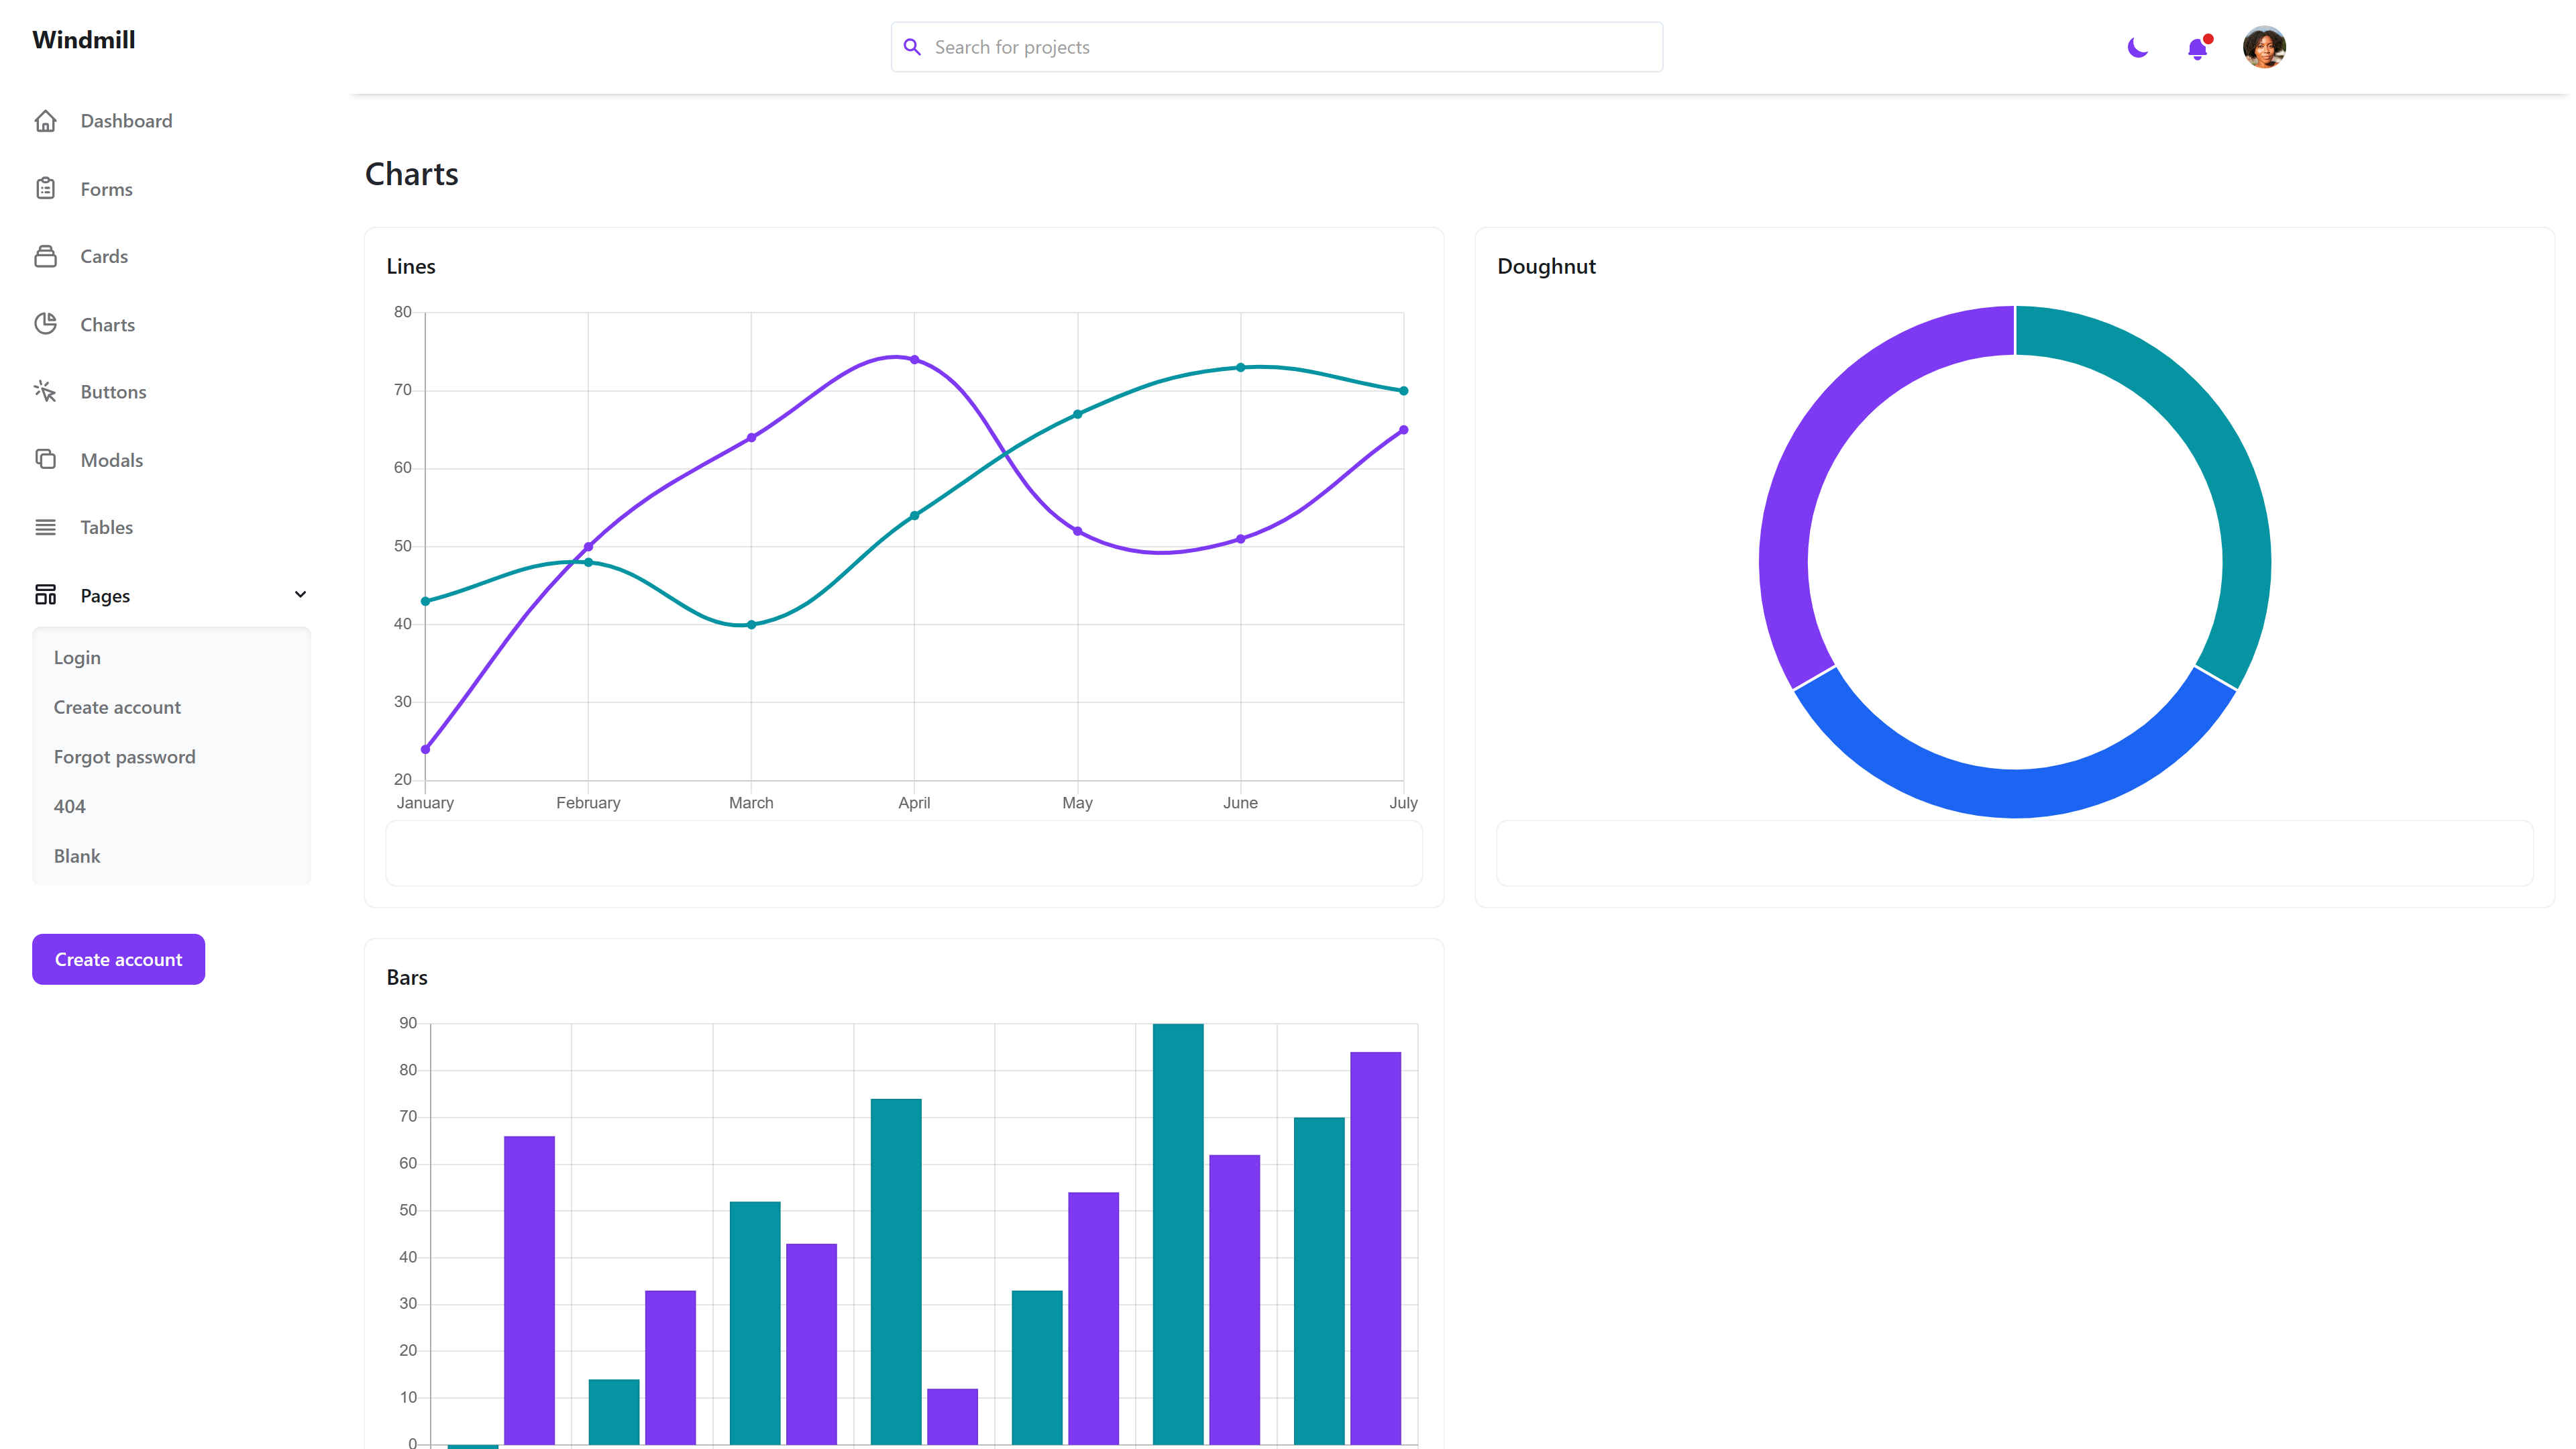 Windmill
Search for projects
Dashboard
Forms
Cards
Charts
Buttons
Modals
Tables
Pages
Login
Create account
Forgot password
404
Blank
Create account
Charts
Lines
80
70
60
50
40
30
20
January February March April May June July
Doughnut
Bars
90
80
70
60
50
40
30
20
10
0